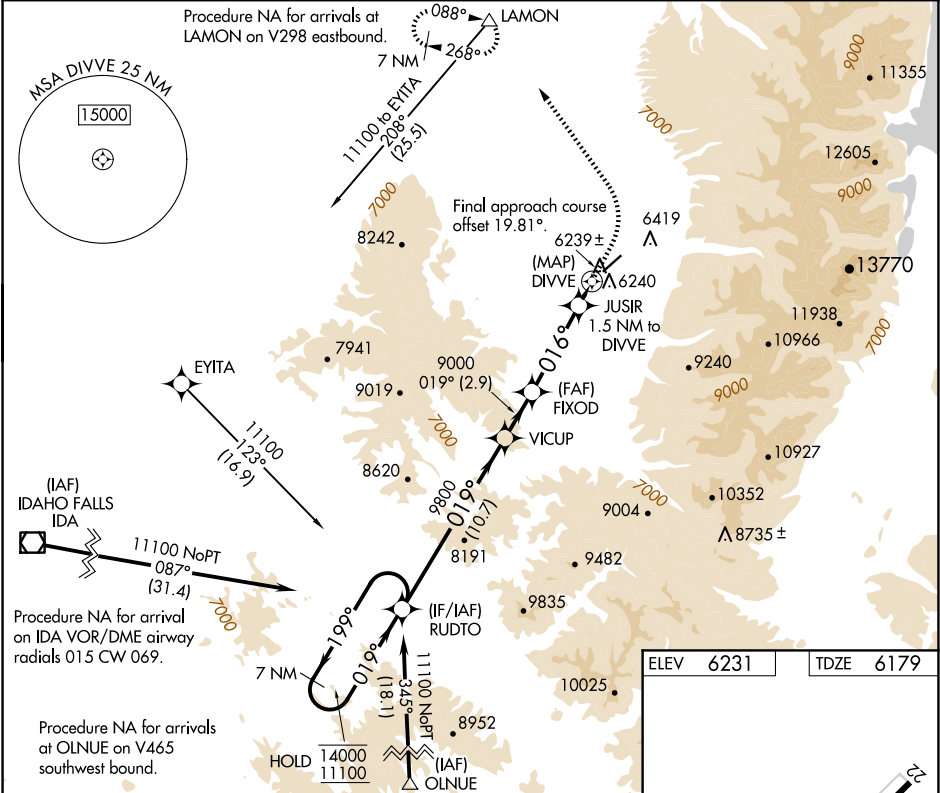 Procedure NA for arrivals at
LAMON on V298 eastbound.
088°
LAMON
7 NM
268°
MSA DIVVE 25 NM
15000
11100 to EYITA
208°
(25.5)
9000
11355
7000
12605
9000
7000
8242
Final approach course
offset 19.81°.
6419
6239 ±
(MAP)
DIVVE
6240
13770
JUSIR
1.5 NM to
DIVVE
11938
10966
7000
016°
7941
9000
019° (2.9)
9240
9000
EYITA
9019
(FAF)
FIXOD
7000
VICUP
11100
123°
(16.9)
8620
10927
(IAF)
IDAHO FALLS
IDA
9800
019°
(10.7)
7000
10352
9004
8735 ±
11100 NoPT
087°
(31.4)
8191
9482
7000
Procedure NA for arrival
on IDA VOR/DME airway
radials 015 CW 069.
199°
019°
(IF/IAF)
RUDTO
9835
7 NM
11100 NoPT
345°
(18.1)
10025
ELEV 6231
TDZE 6179
Procedure NA for arrivals
at OLNUE on V465
southwest bound.
HOLD
14000
11100
8952
(IAF)
OLNUE
22